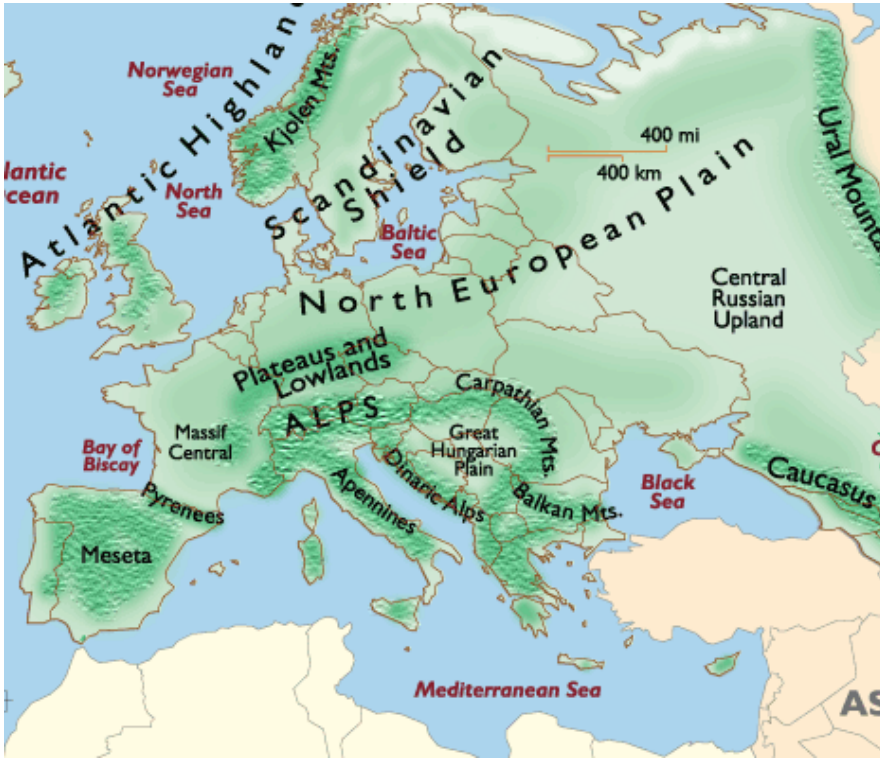 Atlantic Highlan
Norwegian
Sea
Kjolen Mts.
Scandinavian
Shield
400 mi
400 km
Ural Mounta
lantic
cean
North
Sea
Baltic
Sea
North European Plain
Central
Russian
Upland
Plateaus and
Lowlands
Carpathian Mts.
ALPS
Massif
Central
Great
Hungarian
Plain
Bay of
Biscay
Dinaric Alps
Apennines
Balkan Mts.
Black
Sea
Caucasus
Pyrenees
Meseta
Mediterranean Sea
AS